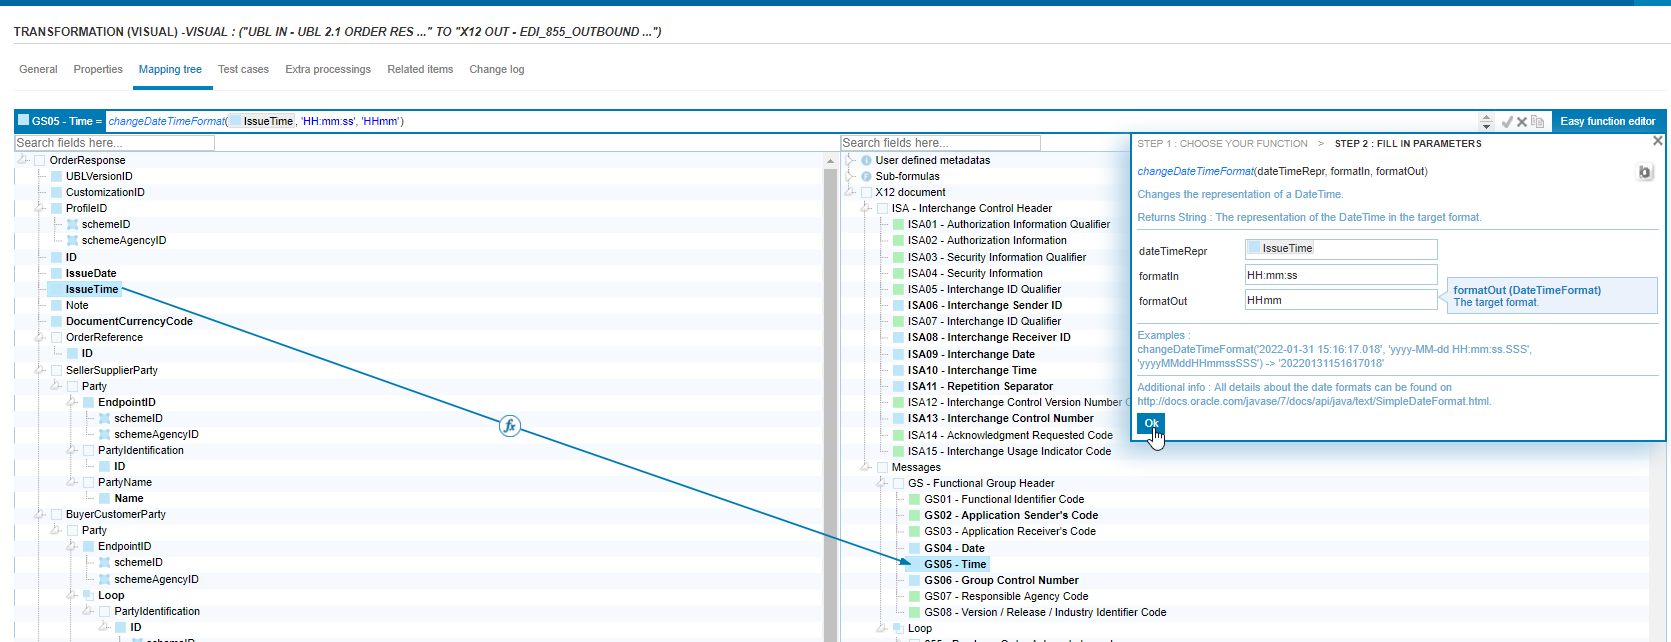 TRANSFORMATION (VISUAL) -VISUAL : ("UBL IN - UBL 2.1 ORDER RES ..." TO "X12 OUT - EDI_855_OUTBOUND ...")
General Properties Mapping tree Test cases Extra processings Related items Change log
GS05 - Time = changeDateTimeFormat( IssueTime , 'HH:mm:ss', 'HHmm')
Easy function editor
Search fields here...
OrderResponse
UBLVersionID
CustomizationID
ProfileID
schemeID
schemeAgencyID
ID
IssueDate
IssueTime
Note
DocumentCurrencyCode
OrderReference
ID
SellerSupplierParty
Party
EndpointID
schemeID
schemeAgencyID
PartyIdentification
ID
PartyName
Name
BuyerCustomerParty
Party
EndpointID
schemeID
schemeAgencyID
Loop
PartyIdentification
ID
schemeID
fx
Search fields here...
User defined metadatas
Sub-formulas
X12 document
ISA - Interchange Control Header
ISA01 - Authorization Information Qualifier
ISA02 - Authorization Information
ISA03 - Security Information Qualifier
ISA04 - Security Information
ISA05 - Interchange ID Qualifier
ISA06 - Interchange Sender ID
ISA07 - Interchange ID Qualifier
ISA08 - Interchange Receiver ID
ISA09 - Interchange Date
ISA10 - Interchange Time
ISA11 - Repetition Separator
ISA12 - Interchange Control Version Number
ISA13 - Interchange Control Number
ISA14 - Acknowledgment Requested Code
ISA15 - Interchange Usage Indicator Code
Messages
GS - Functional Group Header
GS01 - Functional Identifier Code
GS02 - Application Sender's Code
GS03 - Application Receiver's Code
GS04 - Date
GS05 - Time
GS06 - Group Control Number
GS07 - Responsible Agency Code
GS08 - Version / Release / Industry Identifier Code
Loop
STEP 1 : CHOOSE YOUR FUNCTION > STEP 2 : FILL IN PARAMETERS
changeDateTimeFormat(dateTimeRepr, formatIn, formatOut)
Changes the representation of a DateTime.
Returns String : The representation of the DateTime in the target format.
dateTimeRepr IssueTime
formatIn HH:mm:ss
formatOut HHmm
formatOut (DateTimeFormat)
The target format.
Examples :
changeDateTimeFormat('2022-01-31 15:16:17.018', 'yyyy-MM-dd HH:mm:ss.SSS',
'yyyyMMddHHmmssSSS') -> '20220131151617018'
Additional info : All details about the date formats can be found on
http://docs.oracle.com/javase/7/docs/api/java/text/SimpleDateFormat.html.
Ok